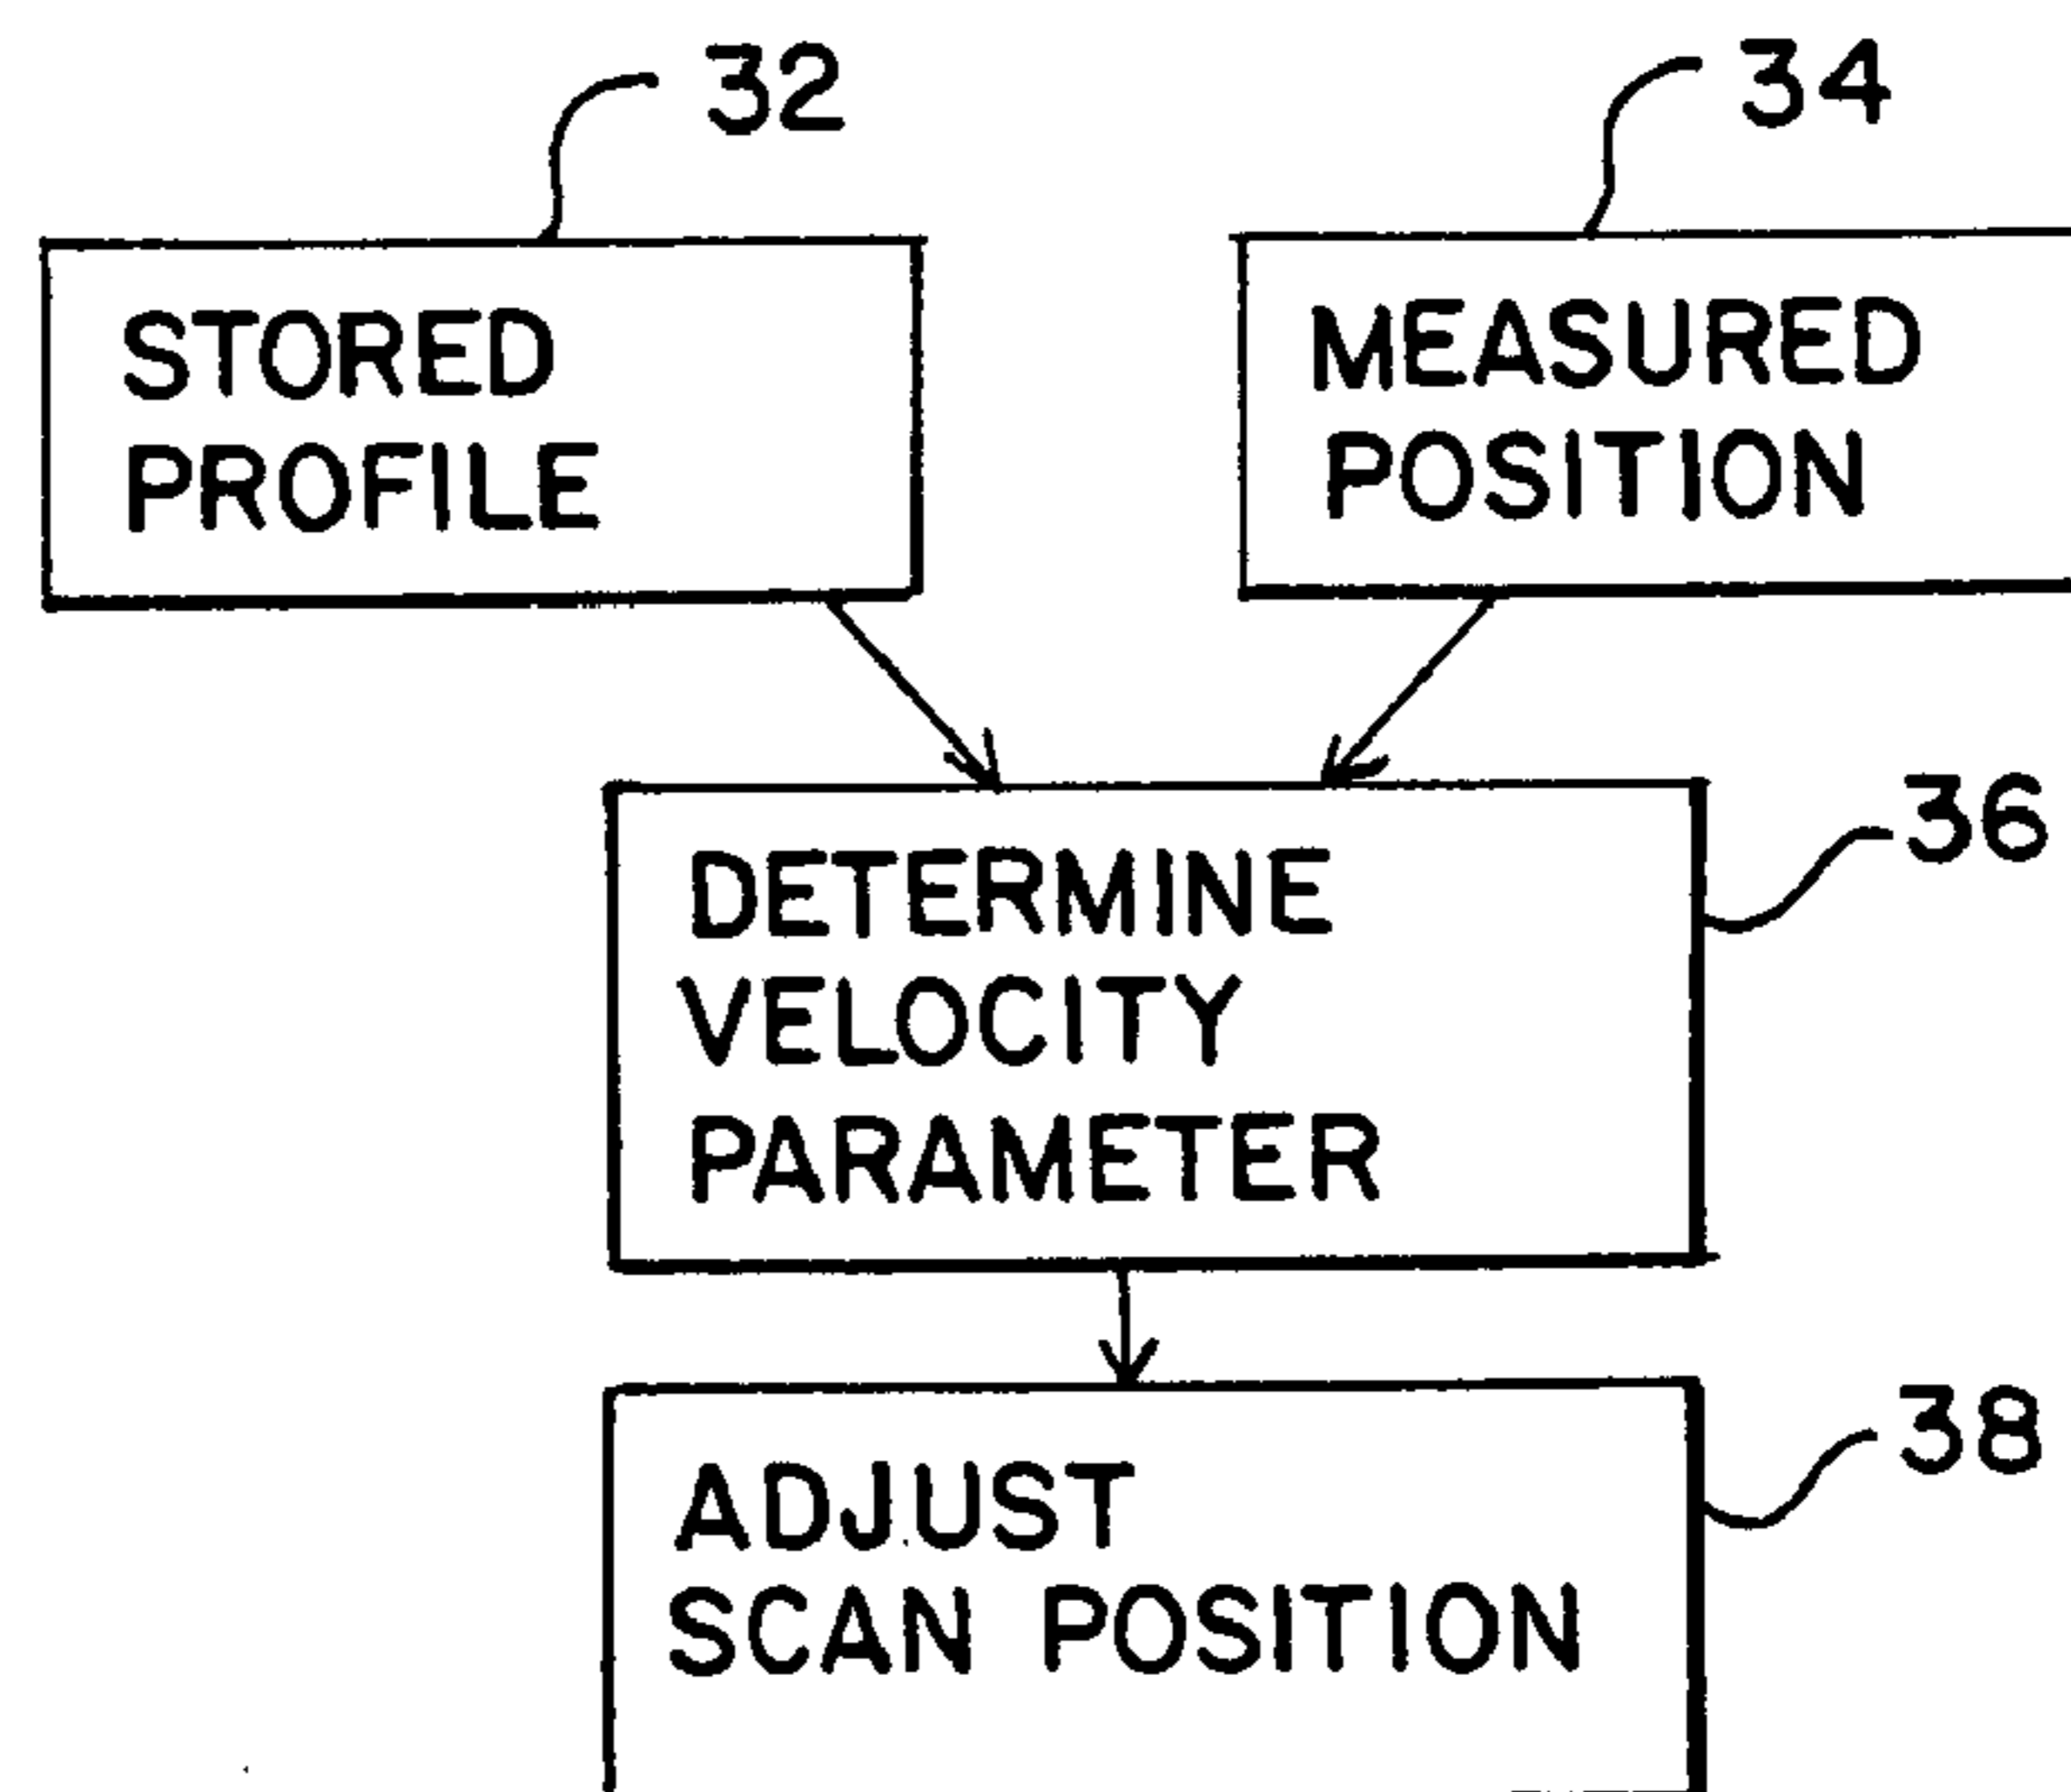 32
34
STORED
PROFILE
MEASURED
POSITION
36
DETERMINE
VELOCITY
PARAMETER
38
ADJUST
SCAN POSITION